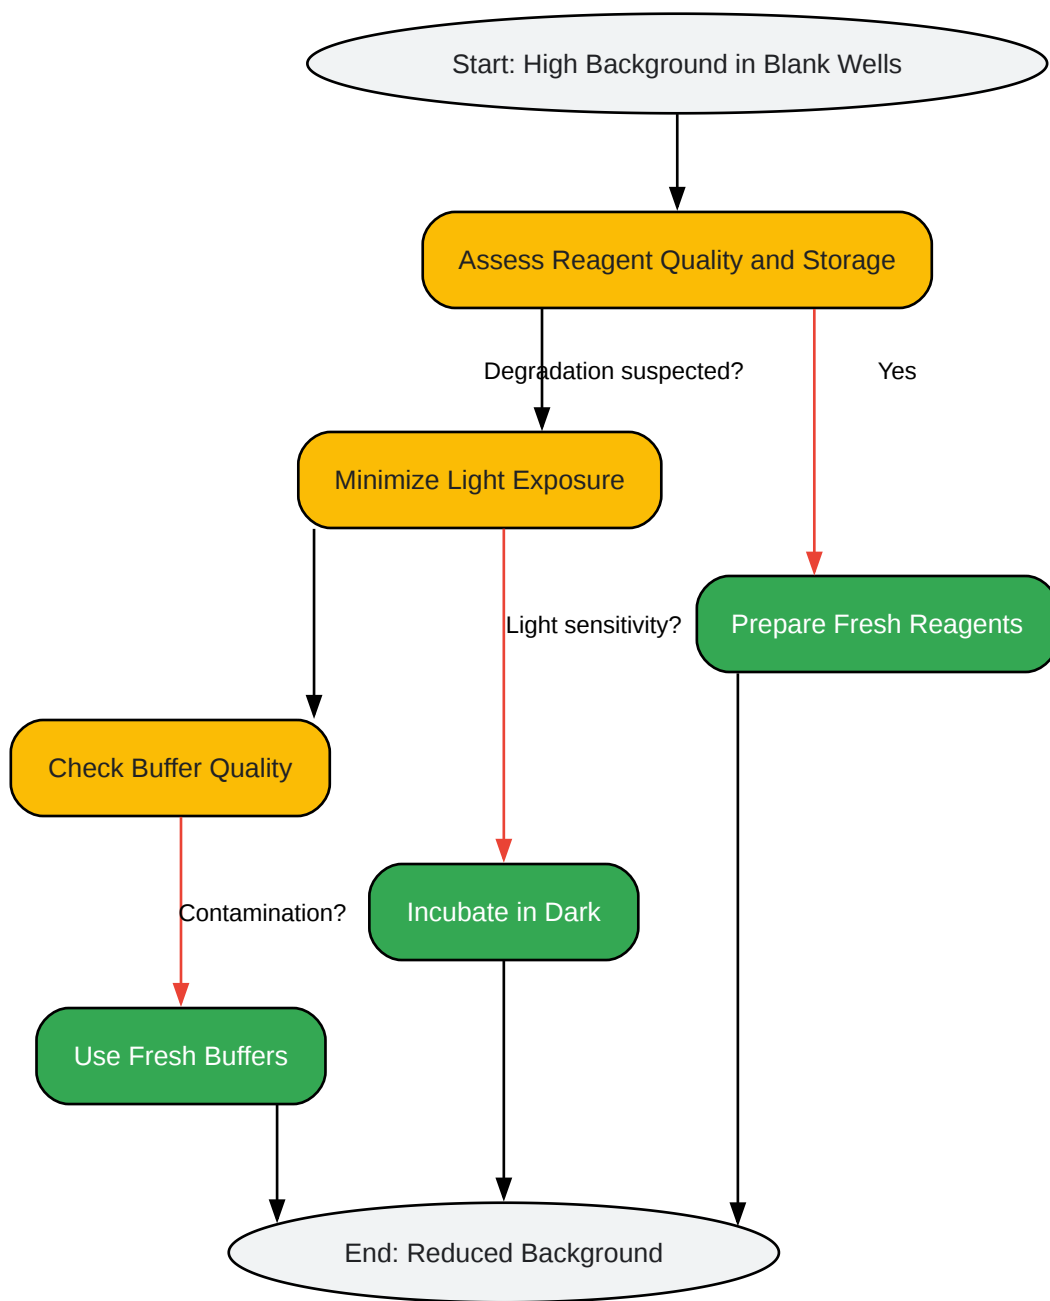 Start: High Background in Blank Wells
Assess Reagent Quality and Storage
Degradation suspected?
Yes
Minimize Light Exposure
Light sensitivity?
Prepare Fresh Reagents
Check Buffer Quality
Contamination?
Incubate in Dark
Use Fresh Buffers
End: Reduced Background